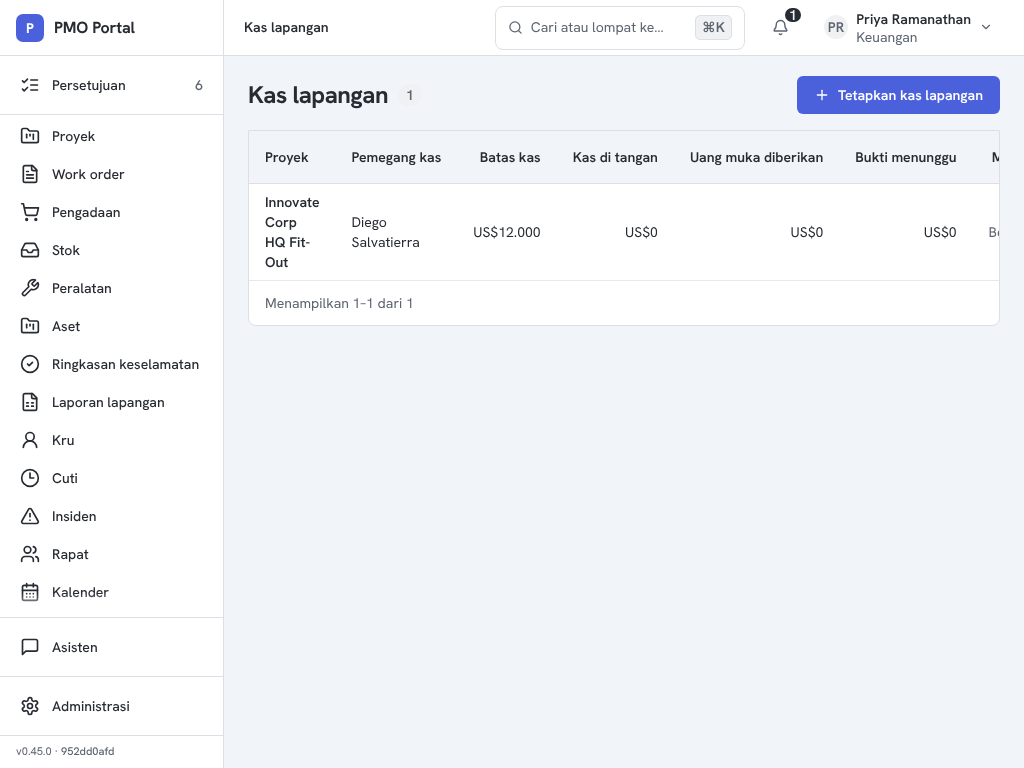 P PMO Portal
Kas lapangan
Cari atau lompat ke...
⌘K
1
PR
Priya Ramanathan
Keuangan
Persetujuan 6
Proyek
Work order
Pengadaan
Stok
Peralatan
Aset
Ringkasan keselamatan
Laporan lapangan
Kru
Cuti
Insiden
Rapat
Kalender
Asisten
Administrasi
v0.45.0 · 952dd0afd
Kas lapangan 1
+ Tetapkan kas lapangan
Proyek Pemegang kas Batas kas Kas di tangan Uang muka diberikan Bukti menunggu
Innovate
Corp
HQ Fit-
Out
Diego
Salvatierra
US$12.000 US$0 US$0 US$0
Menampilkan 1–1 dari 1